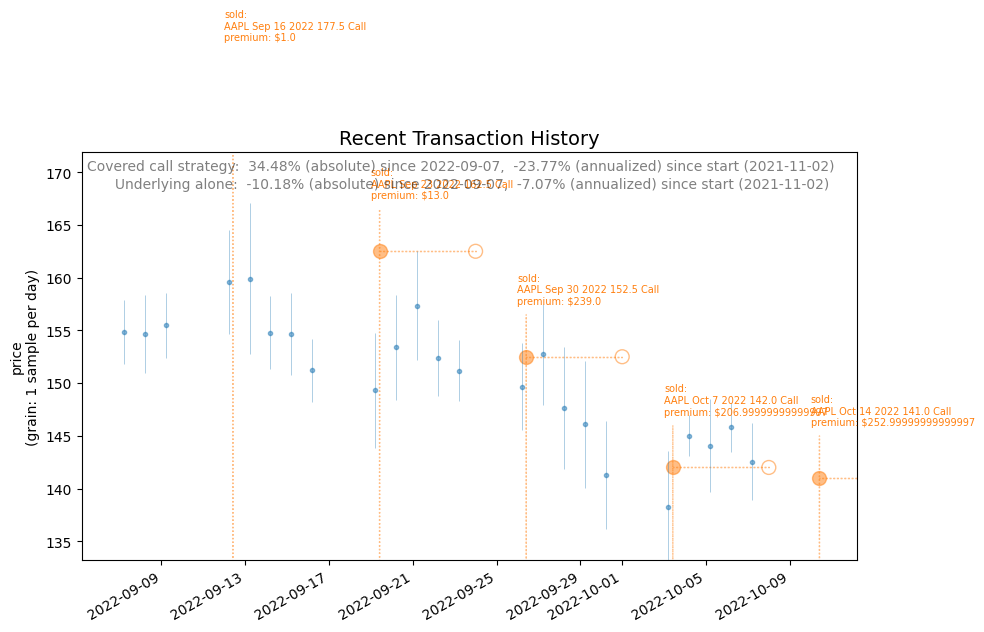 sold:
AAPL Sep 16 2022 177.5 Call
premium: $1.0
Recent Transaction History
Covered call strategy:  34.48% (absolute) since 2022-09-07,  -23.77% (annualized) since start (2021-11-02)
Underlying alone:  -10.18% (absolute) since 2022-09-07,  -7.07% (annualized) since start (2021-11-02)
sold:
AAPL Sep 2022 Call
premium: $13.0
sold:
AAPL Sep 30 2022 152.5 Call
premium: $239.0
sold:
AAPL Oct 7 2022 142.0 Call
premium: $206.99999999999997
sold:
AAPL Oct 14 2022 141.0 Call
premium: $252.99999999999997
price
(grain: 1 sample per day)
170
165
160
155
150
145
140
135
2022-09-09
2022-09-13
2022-09-17
2022-09-21
2022-09-25
2022-09-29
2022-10-01
2022-10-05
2022-10-09